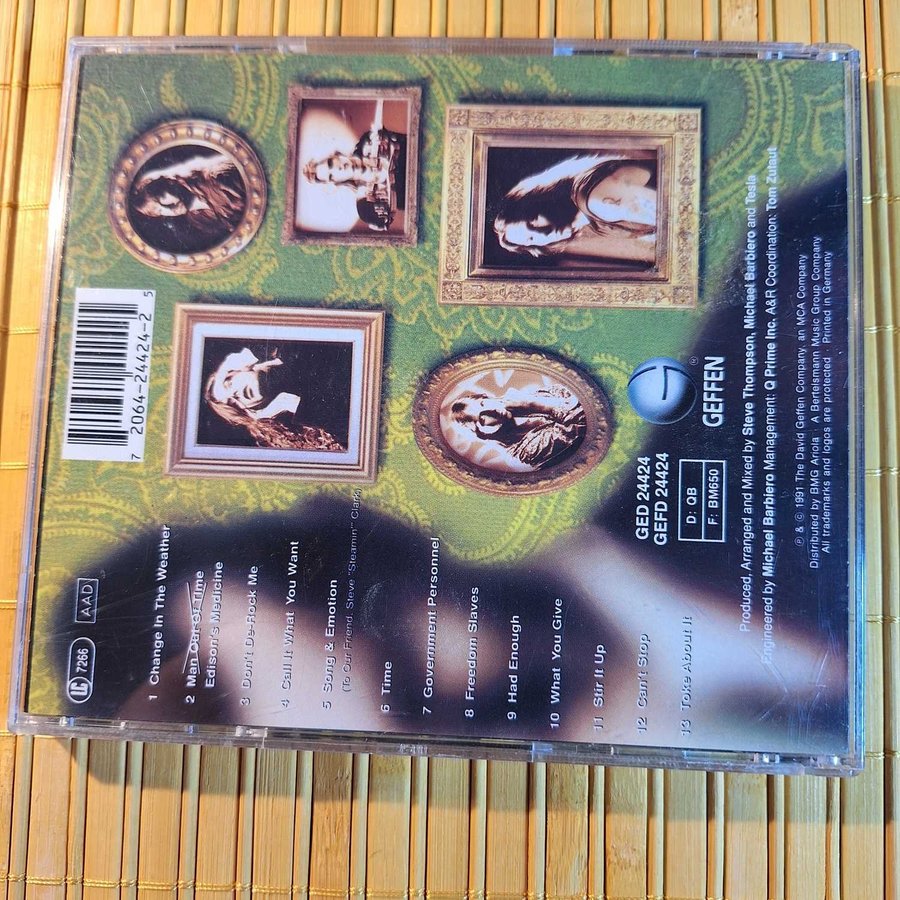 LC 7266
AAD
1 Change In The Weather
2 Man Out Of Time
Edison's Medicine
3 Don't De-Rock Me
4 Call It What You Want
5 Song & Emotion
(To Our Friend Steve "Steamin'" Clark)
6 Time
7 Government Personnel
8 Freedom Slaves
9 Had Enough
10 What You Give
11 Stir It Up
12 Can't Stop
13 Toke About It
7 2064-24424-2 5
GED 24424
GEFD 24424
D: QB
F: BM650
GEFFEN
®
Produced, Arranged and Mixed by Steve Thompson, Michael Barbiero and Tesla
Engineered by Michael Barbiero Management: Q Prime Inc. A&R Coordination: Tom Zutaut
℗ & © 1991 The David Geffen Company, an MCA Company
Distributed by BMG Ariola · A Bertelsmann Music Group Company
All trademarks and logos are protected · Printed in Germany